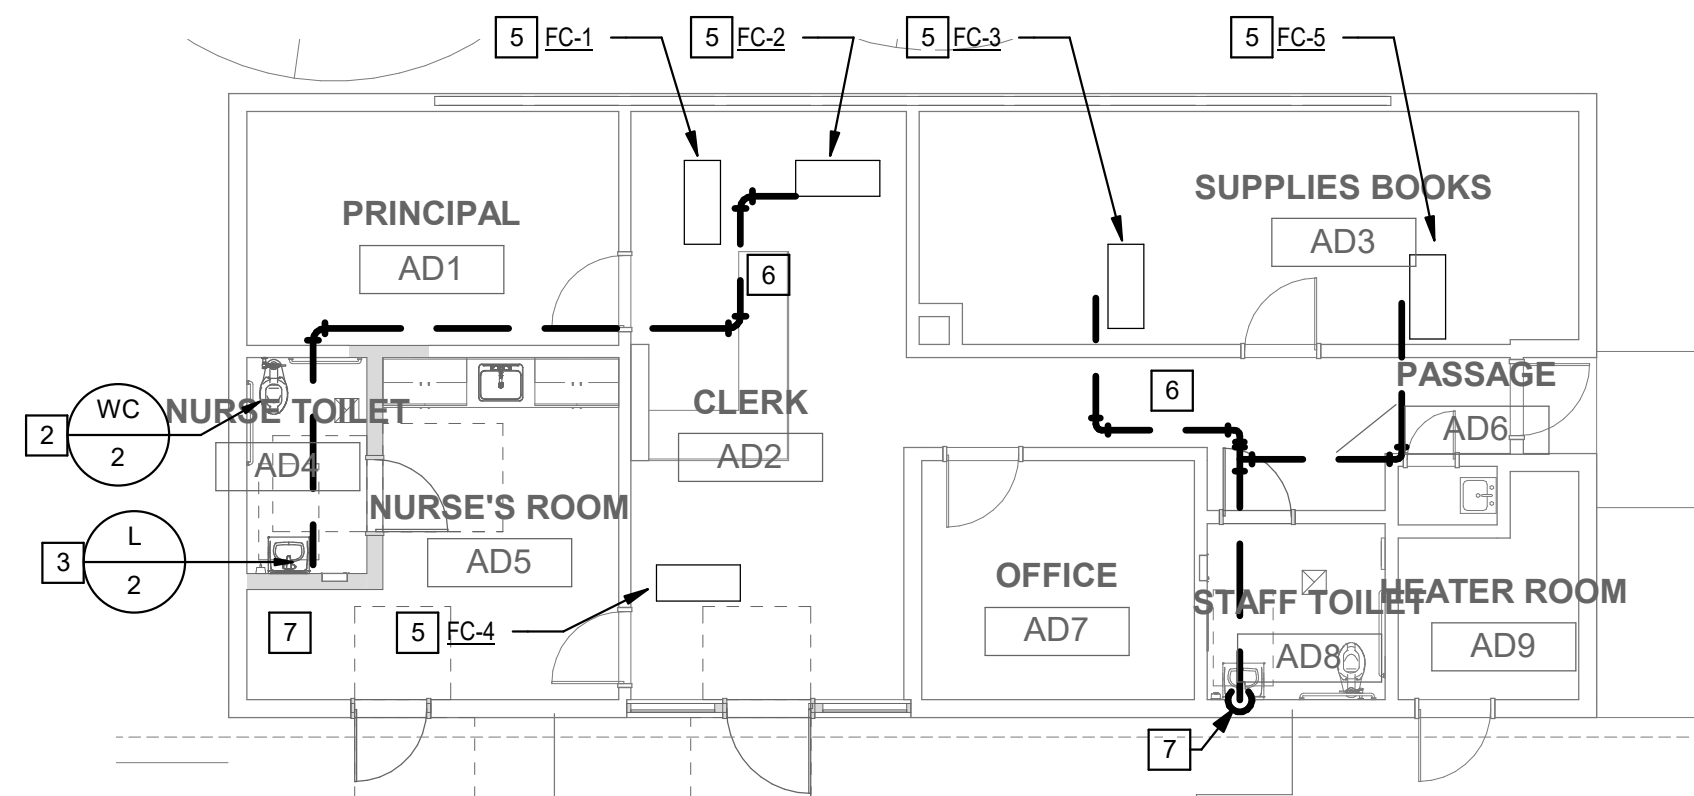 5 FC-1
5 FC-2
5 FC-3
5 FC-5
SUPPLIES BOOKS
AD3
PRINCIPAL
AD1
6
PASSAGE
AD6
6
WC
2
2
NURSE TOILET
AD4
CLERK
AD2
NURSE'S ROOM
AD5
L
2
3
OFFICE
AD7
STAFF TOILET
AD8
HEATER ROOM
AD9
7
5 FC-4
7